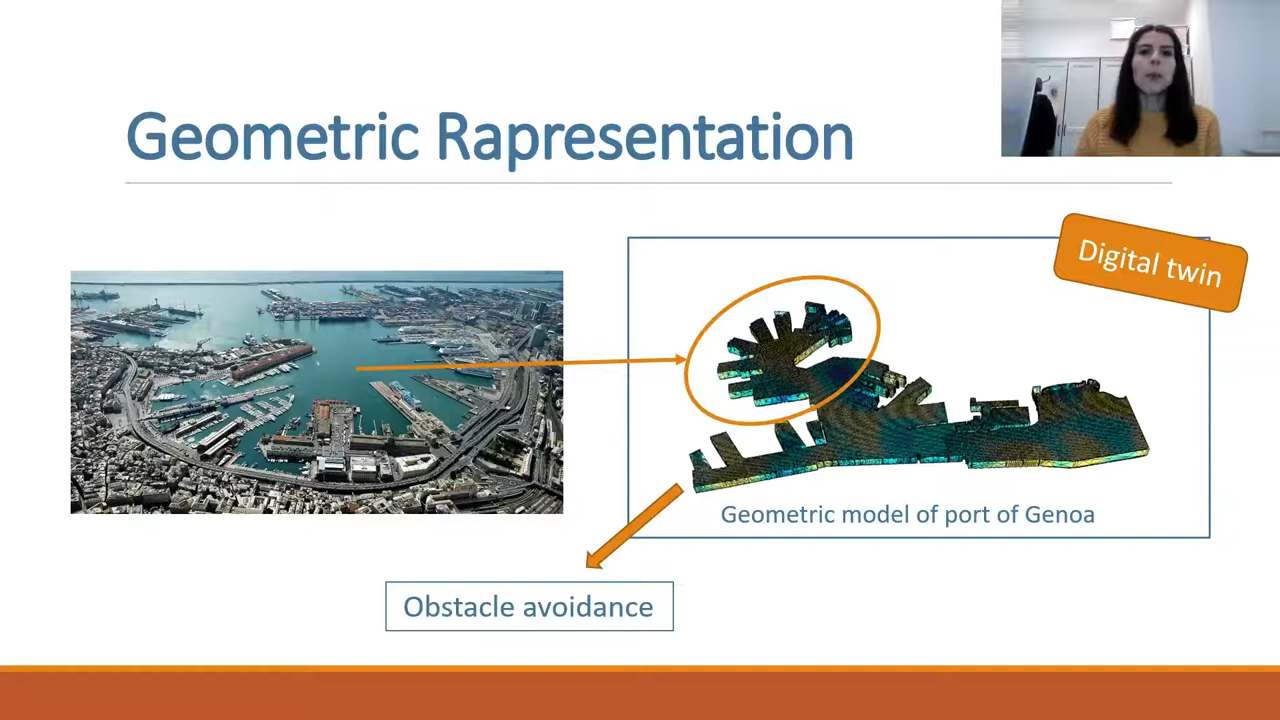 Geometric Rapresentation
Digital twin
Geometric model of port of Genoa
Obstacle avoidance